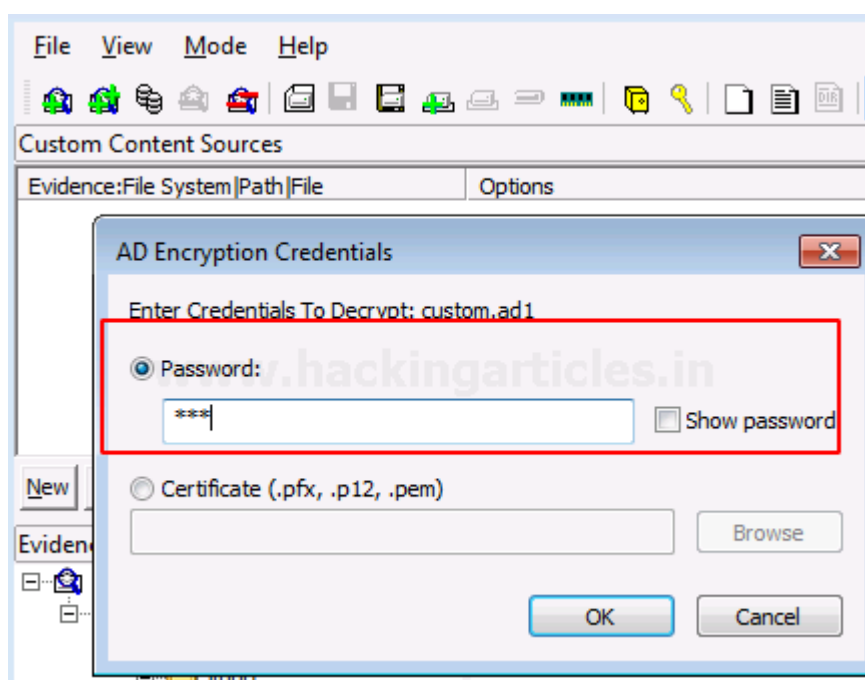 File View Mode Help
Custom Content Sources
Evidence:File System|Path|File Options
AD Encryption Credentials
Enter Credentials To Decrypt: custom.ad1
www.hackingarticles.in
Password:
***
Show password
New
Certificate (.pfx, .p12, .pem)
Browse
OK Cancel